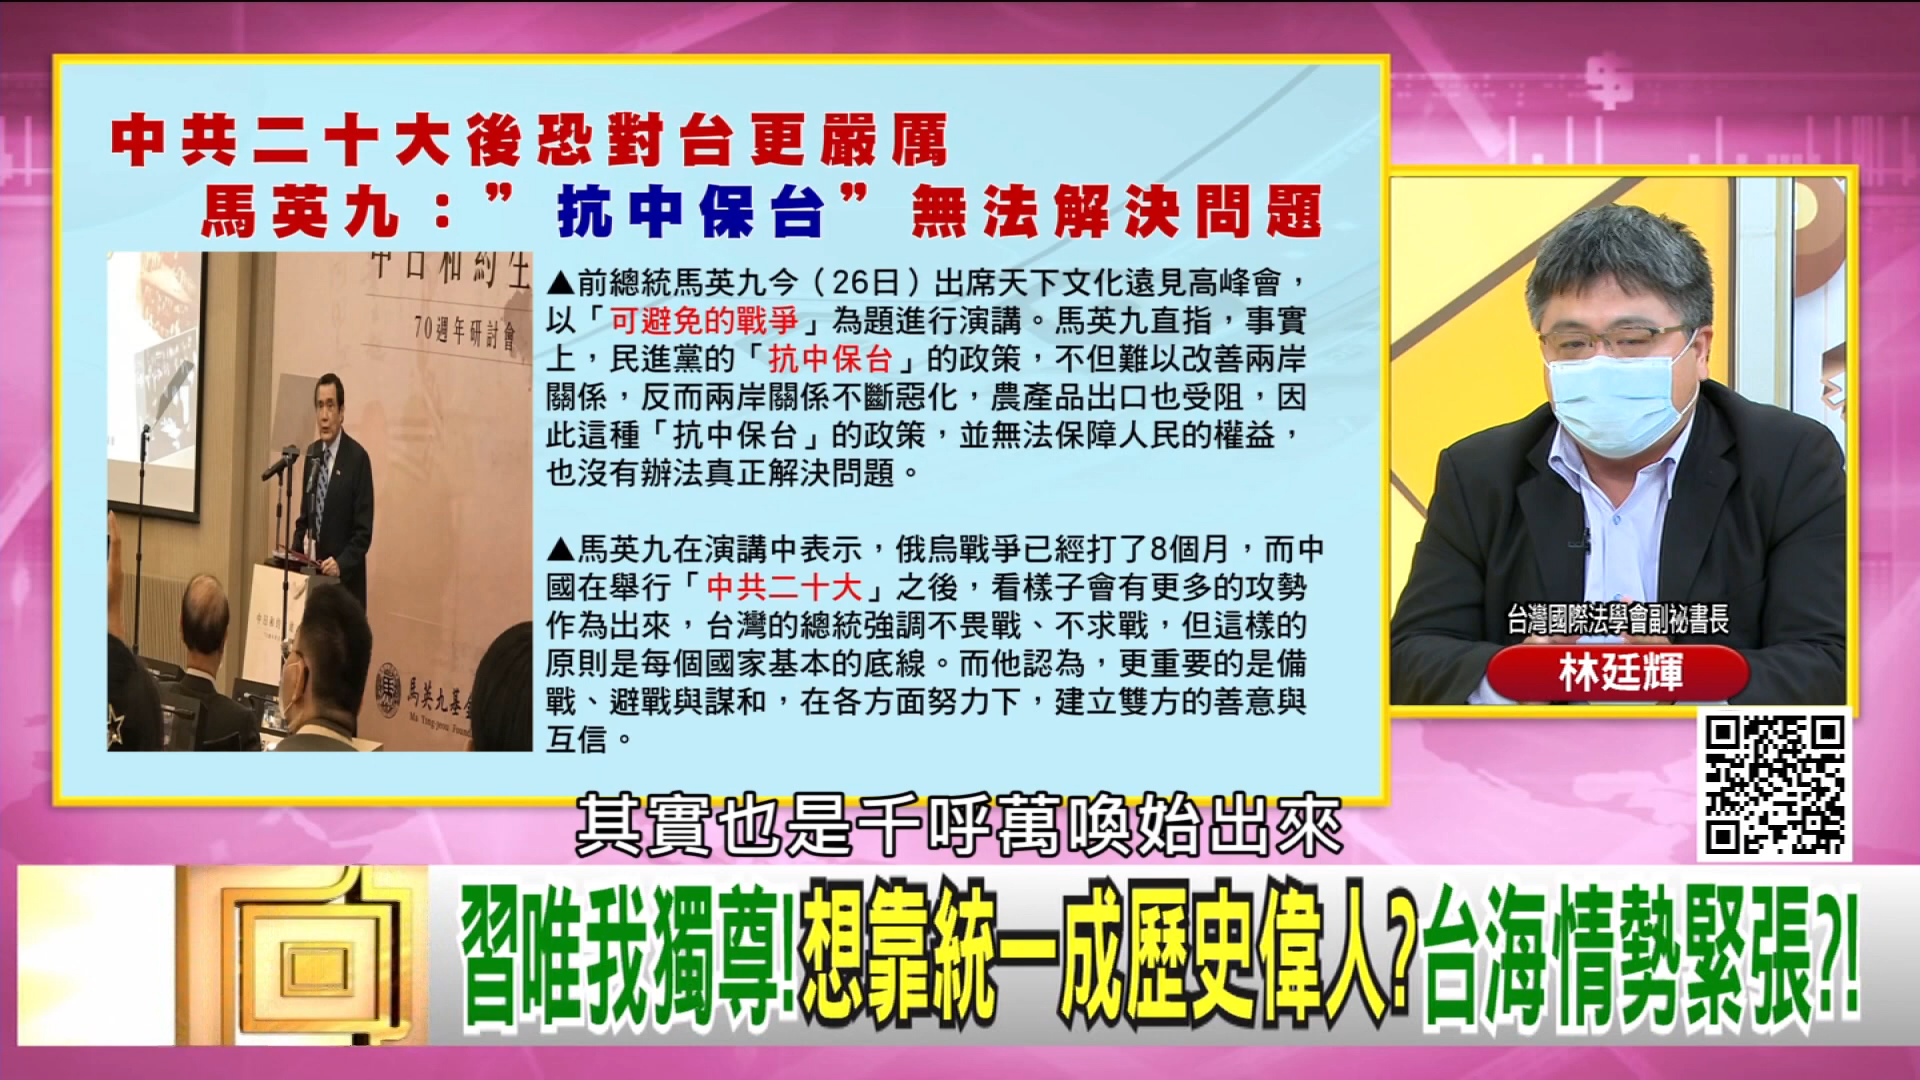 中共二十大後恐對台更嚴厲
馬英九：”抗中保台”無法解決問題
中日和約生
70週年研討會
馬英九基金
Ma Ying-jeou Found
▲前總統馬英九今（26日）出席天下文化遠見高峰會，
以「可避免的戰爭」為題進行演講。馬英九直指，事實
上，民進黨的「抗中保台」的政策，不但難以改善兩岸
關係，反而兩岸關係不斷惡化，農產品出口也受阻，因
此這種「抗中保台」的政策，並無法保障人民的權益，
也沒有辦法真正解決問題。
▲馬英九在演講中表示，俄烏戰爭已經打了8個月，而中
國在舉行「中共二十大」之後，看樣子會有更多的攻勢
作為出來，台灣的總統強調不畏戰、不求戰，但這樣的
原則是每個國家基本的底線。而他認為，更重要的是備
戰、避戰與謀和，在各方面努力下，建立雙方的善意與
互信。
台灣國際法學會副祕書長
林廷輝
其實也是千呼萬喚始出來
習唯我獨尊!想靠統一成歷史偉人?台海情勢緊張?!